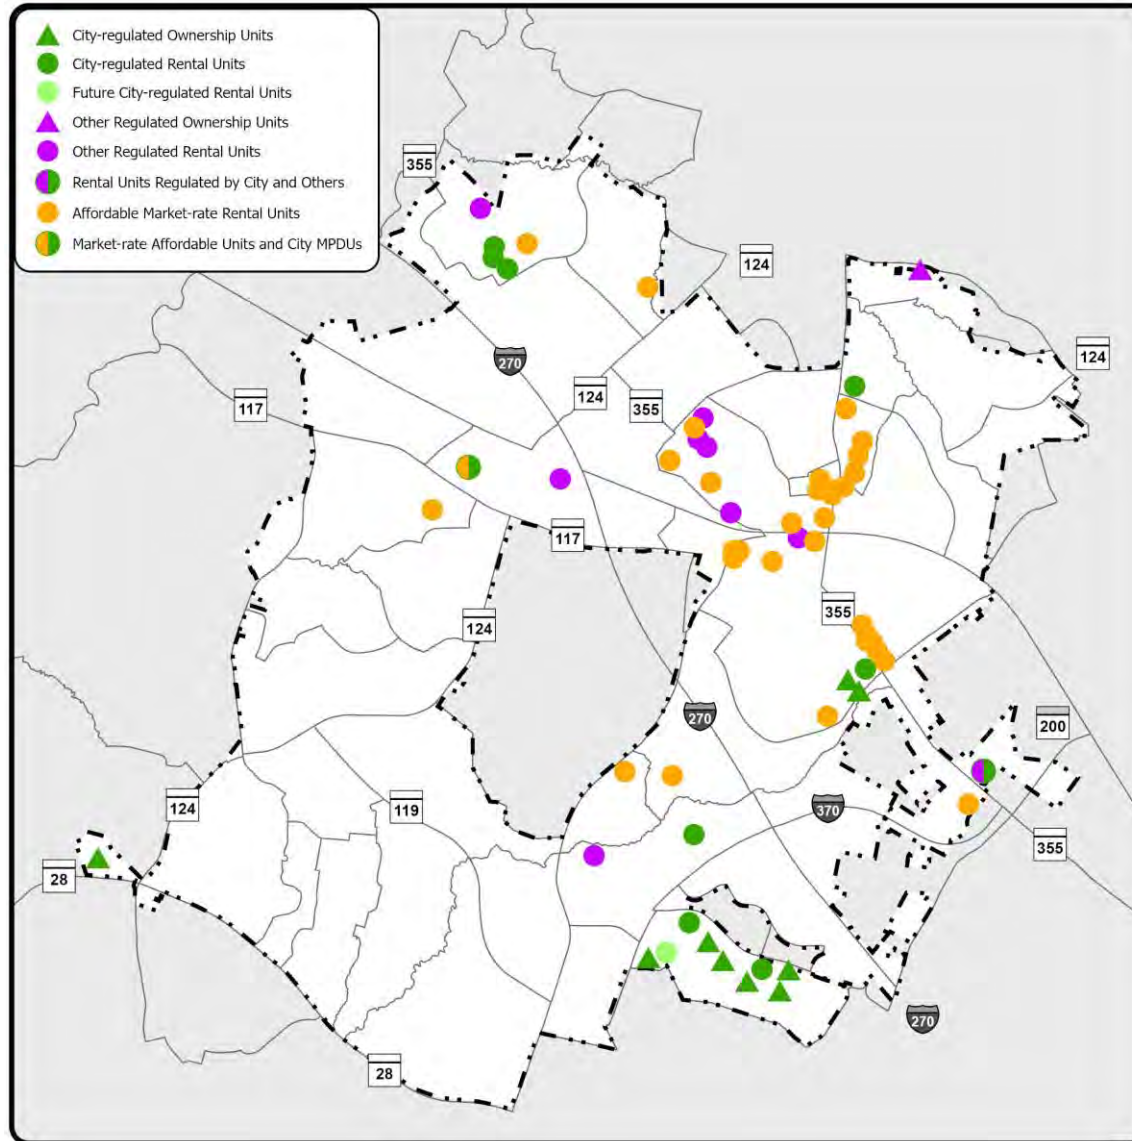 City-regulated Ownership Units
City-regulated Rental Units
Future City-regulated Rental Units
Other Regulated Ownership Units
Other Regulated Rental Units
Rental Units Regulated by City and Others
Affordable Market-rate Rental Units
Market-rate Affordable Units and City MPDUs
355
124
124
270
117
124
355
117
355
124
270
200
124
119
370
355
28
270
28